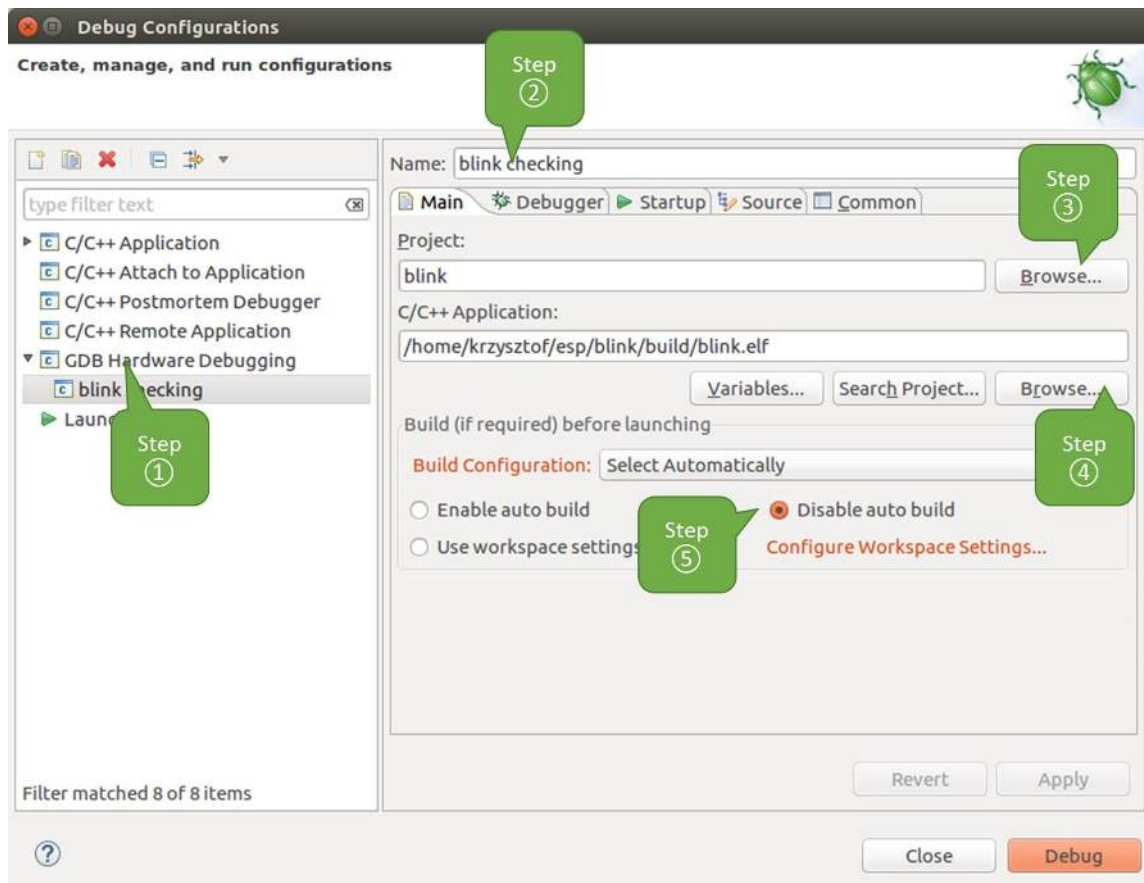 Debug Configurations
Create, manage, and run configurations
Step
②
type filter text
C/C++ Application
C/C++ Attach to Application
C/C++ Postmortem Debugger
C/C++ Remote Application
GDB Hardware Debugging
blink checking
Step
①
Filter matched 8 of 8 items
Name: blink checking
Main Debugger Startup Source Common
Step
③
Project:
blink Browse...
C/C++ Application:
/home/krzysztof/esp/blink/build/blink.elf
Variables... Search Project... Browse...
Step
④
Build (if required) before launching
Build Configuration: Select Automatically
Enable auto build Disable auto build
Step
⑤
Use workspace settings Configure Workspace Settings...
Revert Apply
Close Debug